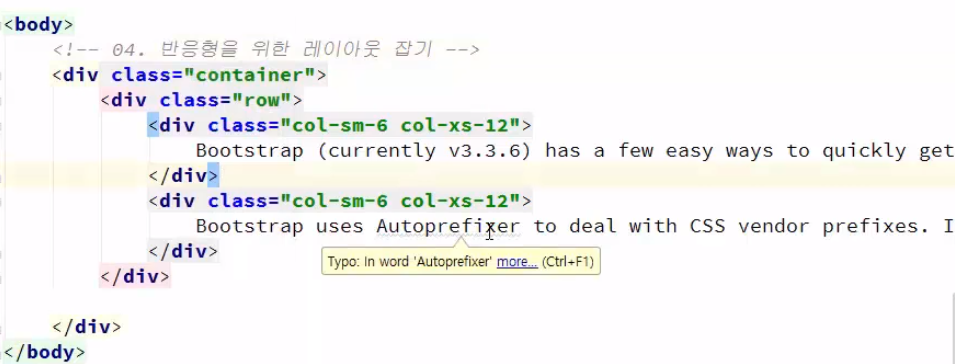 <body>
<!-- 04. 반응형을 위한 레이아웃 잡기 -->
<div class="container">
<div class="row">
<div class="col-sm-6 col-xs-12">
Bootstrap (currently v3.3.6) has a few easy ways to quickly get
</div>
<div class="col-sm-6 col-xs-12">
Bootstrap uses Autoprefixer to deal with CSS vendor prefixes. I
</div>
Typo: In word 'Autoprefixer' more... (Ctrl+F1)
</div>
</div>
</body>